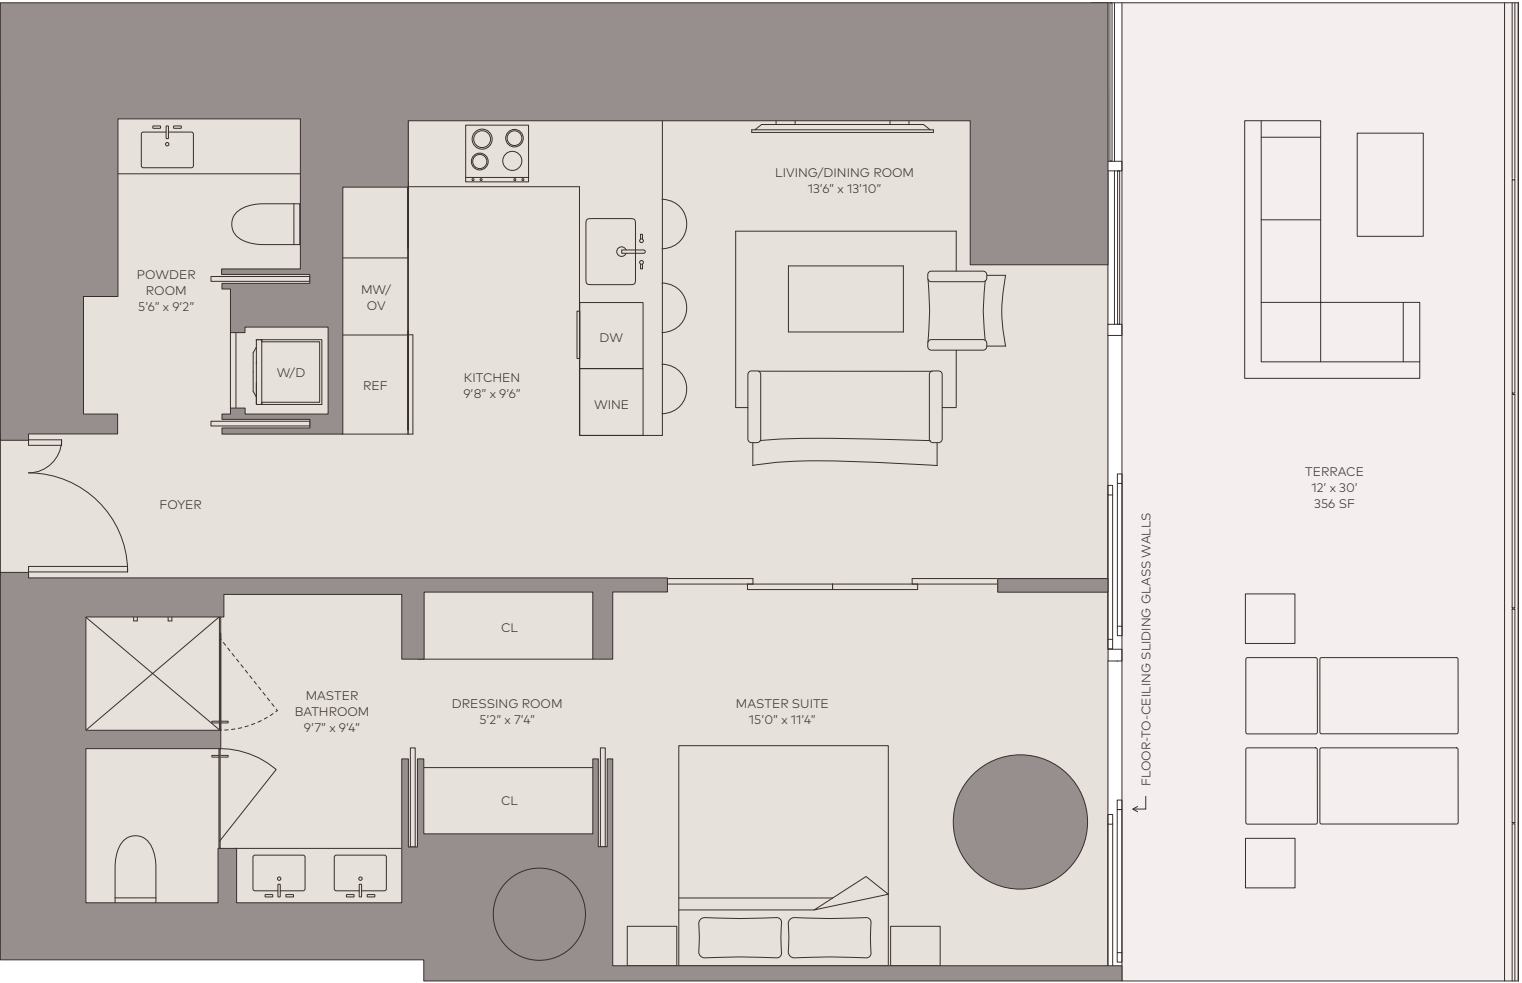 LIVING/DINING ROOM
13'6" x 13'10"
POWDER
ROOM
5'6" x 9'2"
MW/
OV
W/D
REF
KITCHEN
9'8" x 9'6"
DW
WINE
FOYER
TERRACE
12' x 30'
356 SF
FLOOR-TO-CEILING SLIDING GLASS WALLS
CL
MASTER
BATHROOM
9'7" x 9'4"
DRESSING ROOM
5'2" x 7'4"
MASTER SUITE
15'0" x 11'4"
CL